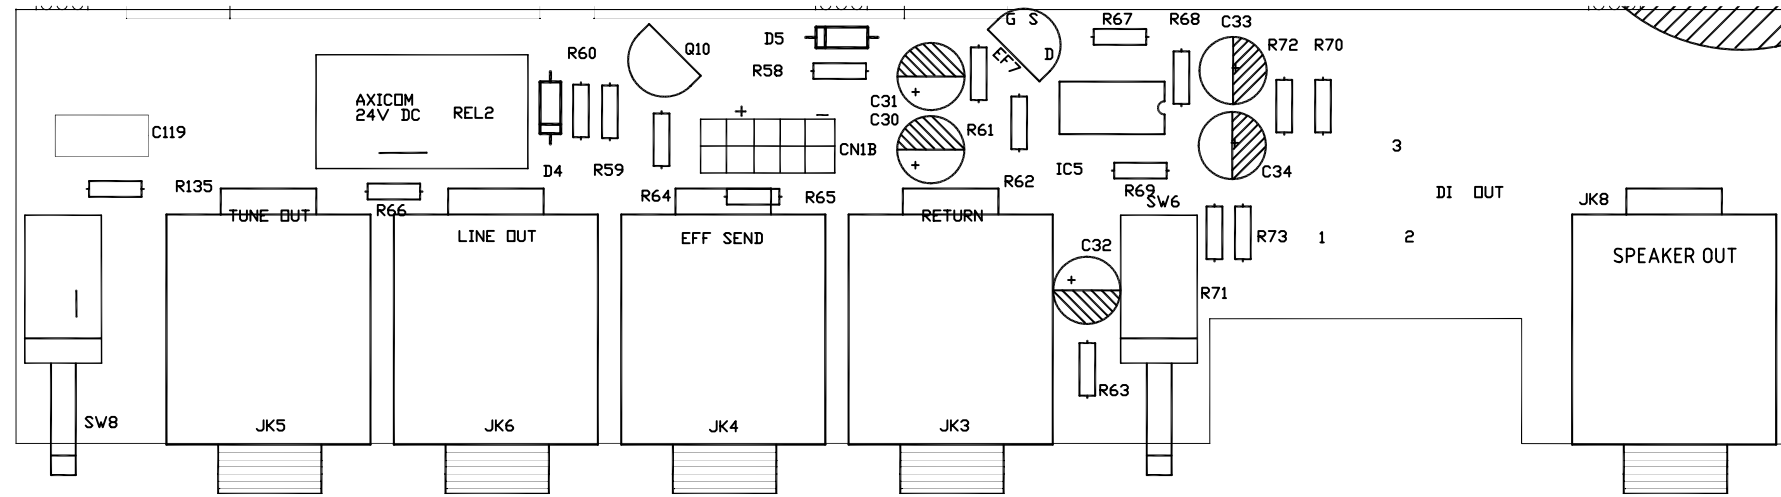 G S
D
EF7
R67
R68
C33
R72
R70
R60
Q10
D5
R58
C31
C30
AXICOM
24V DC
REL2
C119
+
−
CN1B
+
+
+
+
R61
R62
IC5
R69
C34
3
D4
R59
R64
R65
R135
R66
SW6
DI OUT
JK8
TUNE OUT
LINE OUT
EFF SEND
RETURN
C32
+
R73
1
2
SPEAKER OUT
R71
R63
SW8
JK5
JK6
JK4
JK3